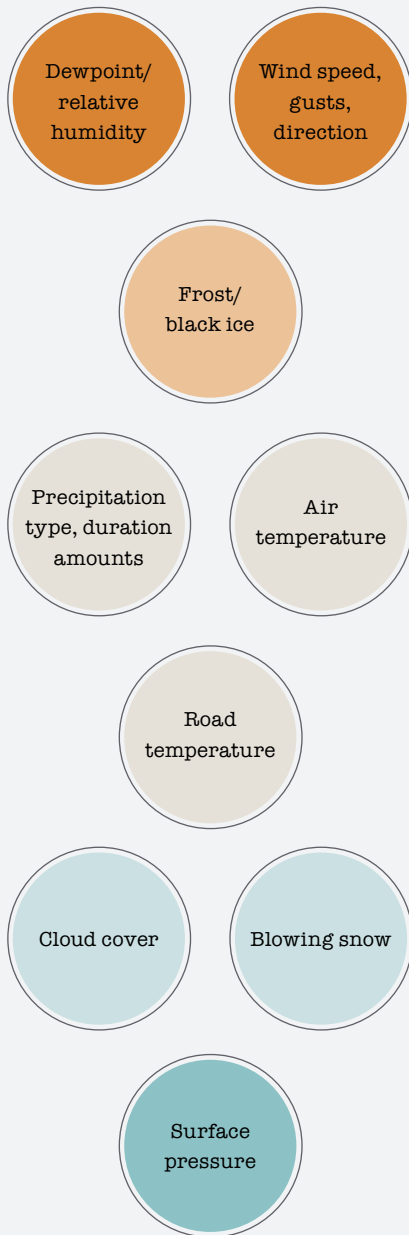 Dewpoint/
relative
humidity
Wind speed,
gusts,
direction
Frost/
black ice
Precipitation
type, duration
amounts
Air
temperature
Road
temperature
Cloud cover
Blowing snow
Surface
pressure